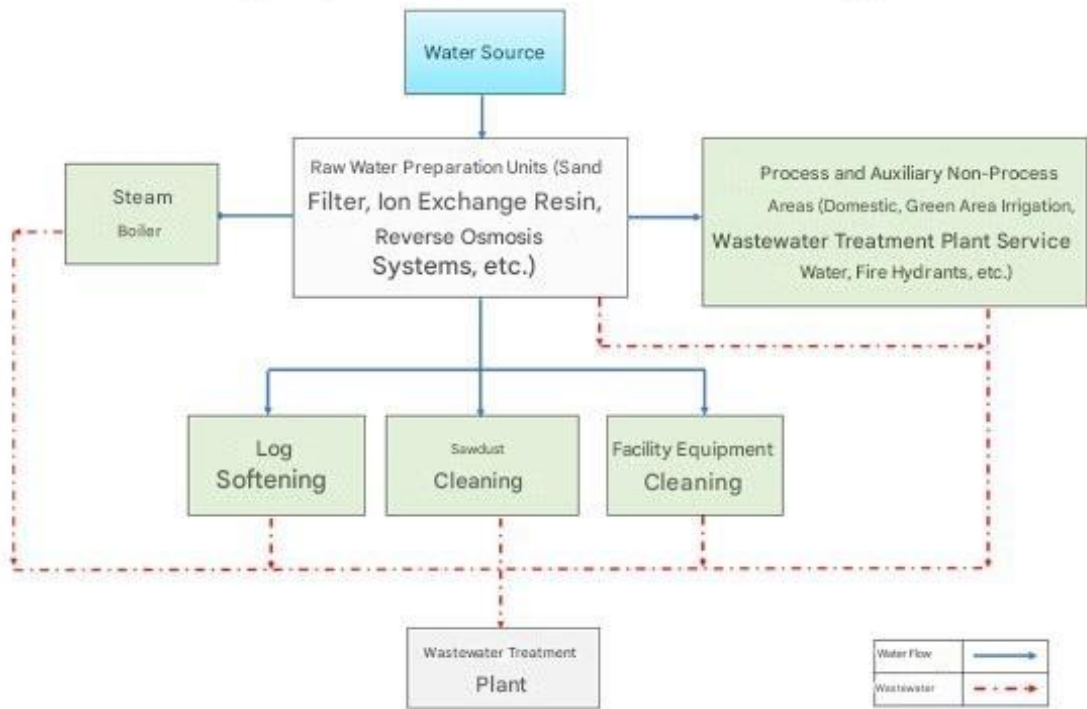 Water Source
Raw Water Preparation Units (Sand
Filter, Ion Exchange Resin,
Reverse Osmosis
Systems, etc.)
Steam
Boiler
Process and Auxiliary Non-Process
Areas (Domestic, Green Area Irrigation,
Wastewater Treatment Plant Service
Water, Fire Hydrants, etc.)
Log
Softening
Sawdust
Cleaning
Facility Equipment
Cleaning
Wastewater Treatment
Plant
Water Flow
Wastewater